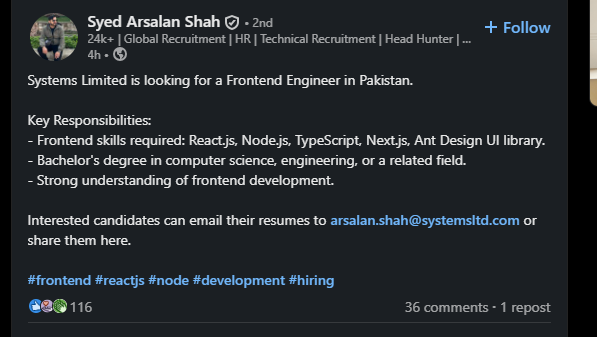 Syed Arsalan Shah • 2nd
+ Follow
24k+ | Global Recruitment | HR | Technical Recruitment | Head Hunter | ...
4h •
Systems Limited is looking for a Frontend Engineer in Pakistan.
Key Responsibilities:
- Frontend skills required: React.js, Node.js, TypeScript, Next.js, Ant Design UI library.
- Bachelor's degree in computer science, engineering, or a related field.
- Strong understanding of frontend development.
Interested candidates can email their resumes to arsalan.shah@systemsltd.com or
share them here.
#frontend #reactjs #node #development #hiring
116
36 comments • 1 repost